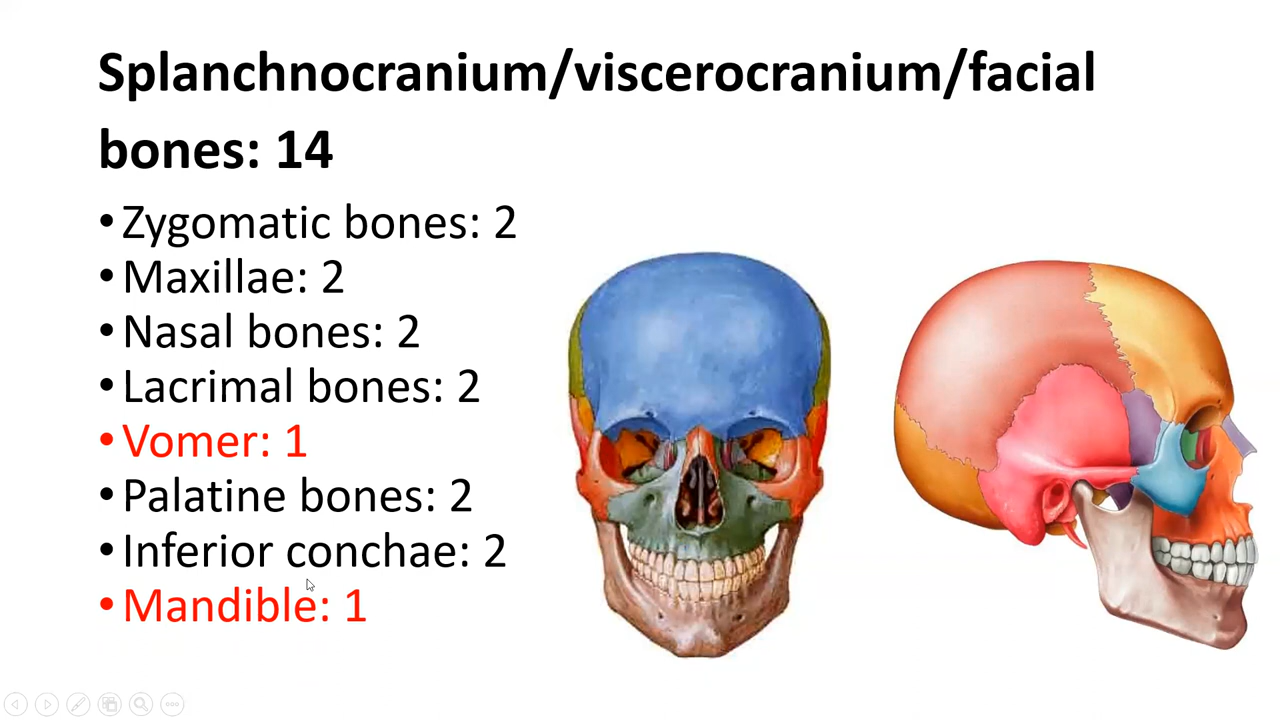 Splanchnocranium/viscerocranium/facial
bones: 14
•Zygomatic bones: 2
•Maxillae: 2
•Nasal bones: 2
•Lacrimal bones: 2
•Vomer: 1
•Palatine bones: 2
•Inferior conchae: 2
•Mandible: 1